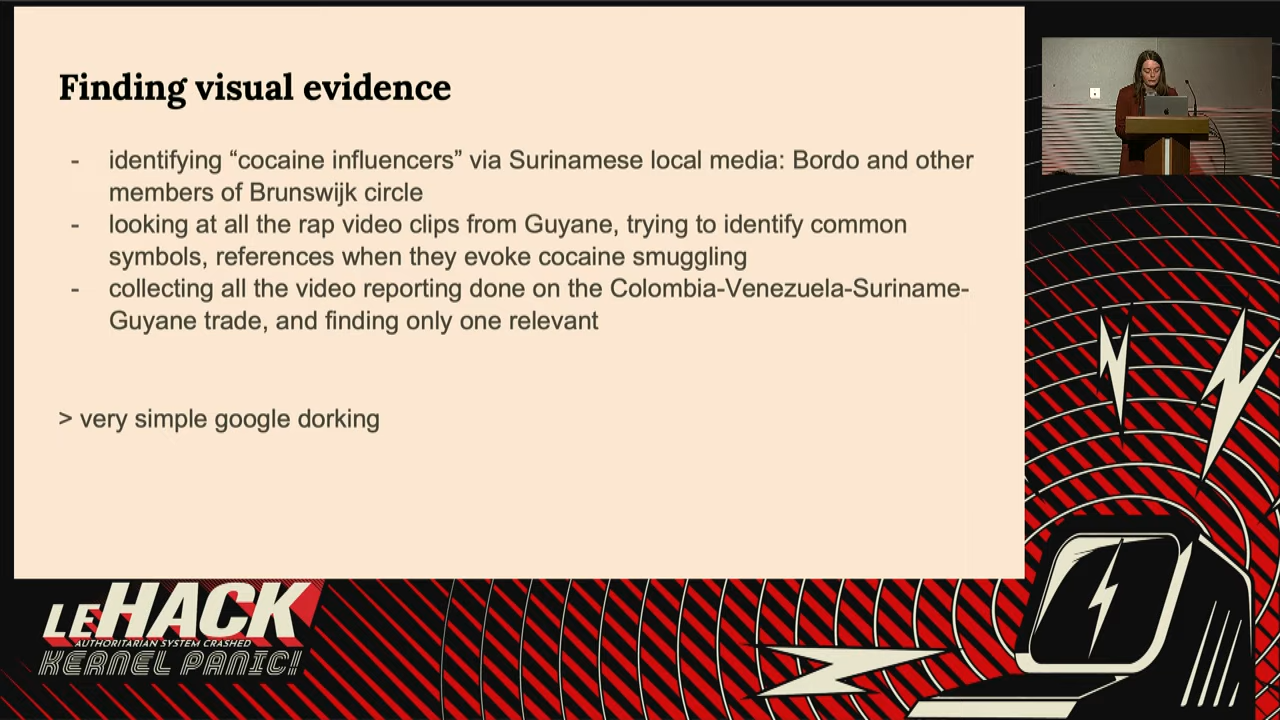 Finding visual evidence
- identifying “cocaine influencers” via Surinamese local media: Bordo and other
members of Brunswijk circle
- looking at all the rap video clips from Guyane, trying to identify common
symbols, references when they evoke cocaine smuggling
- collecting all the video reporting done on the Colombia-Venezuela-Suriname-
Guyane trade, and finding only one relevant
> very simple google dorking
LEHACK
AUTHORITARIAN SYSTEM CRASHED
KERNEL PANIC!